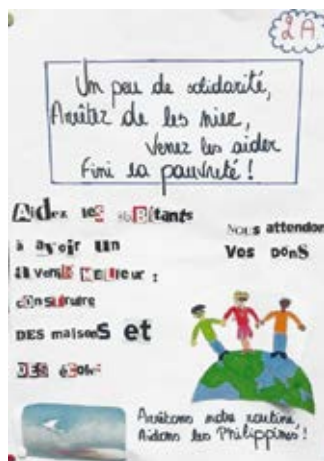 2A
Un peu de solidarité,
Arrêtez de les nier,
Venez les aider
Fini la pauvreté !
Aidez les habitants
à avoir un
avenir meilleur :
construire
DES maisons et
DES écoles
Nous attendons
Vos Dons
Arrêtons notre routine,
Aidons les Philippines !